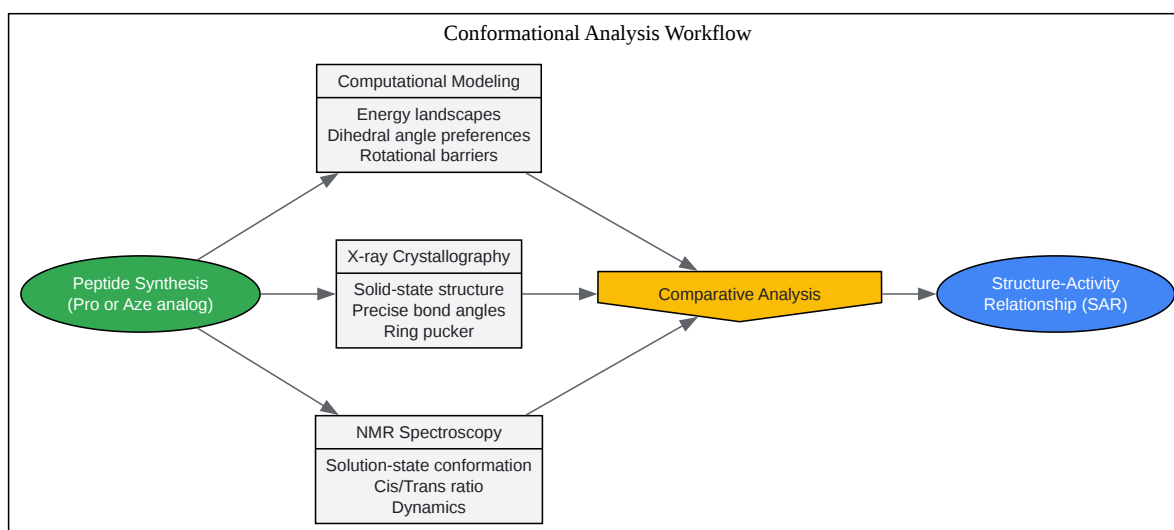 Conformational Analysis Workflow
Computational Modeling
Energy landscapes
Dihedral angle preferences
Rotational barriers
Peptide Synthesis
(Pro or Aze analog)
X-ray Crystallography
Solid-state structure
Precise bond angles
Ring pucker
Comparative Analysis
Structure-Activity
Relationship (SAR)
NMR Spectroscopy
Solution-state conformation
Cis/Trans ratio
Dynamics